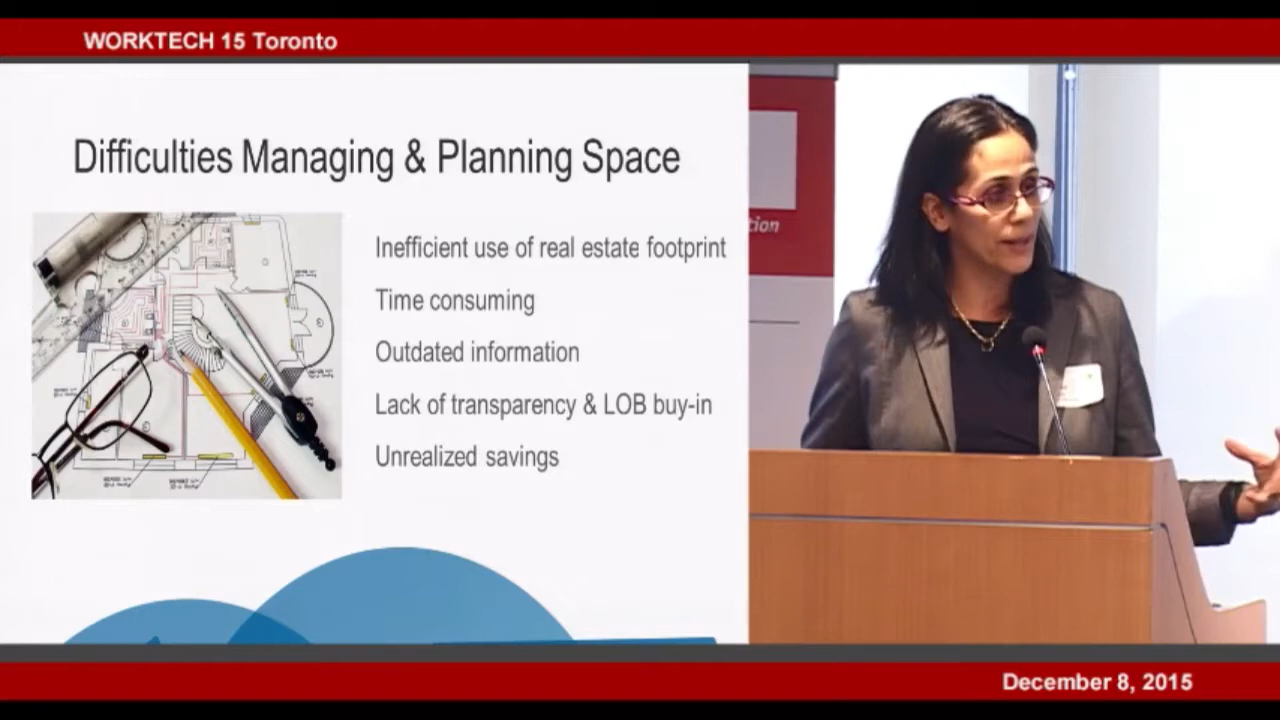 WORKTECH 15 Toronto
Difficulties Managing & Planning Space
Inefficient use of real estate footprint
Time consuming
Outdated information
Lack of transparency & LOB buy-in
Unrealized savings
tion
December 8, 2015